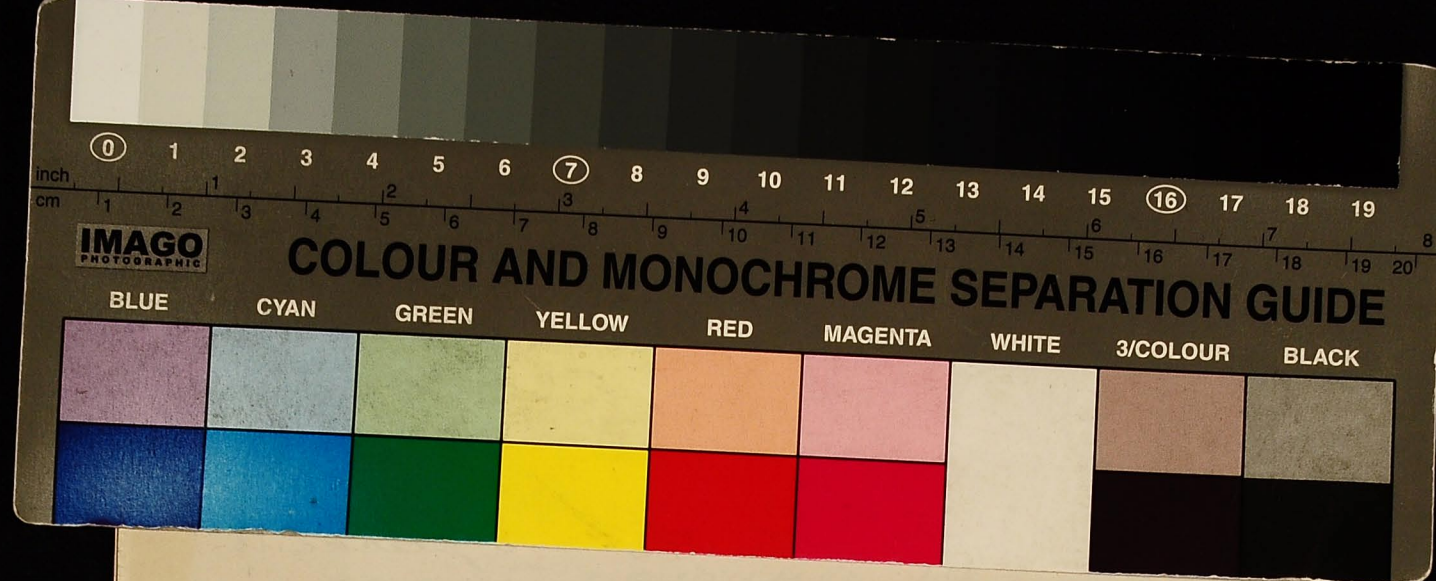 0 1 2 3 4 5 6 7 8 9 10 11 12 13 14 15 16 17 18 19
inch 1 2 3 4 5 6 7 8
cm 1 2 3 4 5 6 7 8 9 10 11 12 13 14 15 16 17 18 19 20
IMAGO
PHOTOGRAPHIC
COLOUR AND MONOCHROME SEPARATION GUIDE
BLUE CYAN GREEN YELLOW RED MAGENTA WHITE 3/COLOUR BLACK